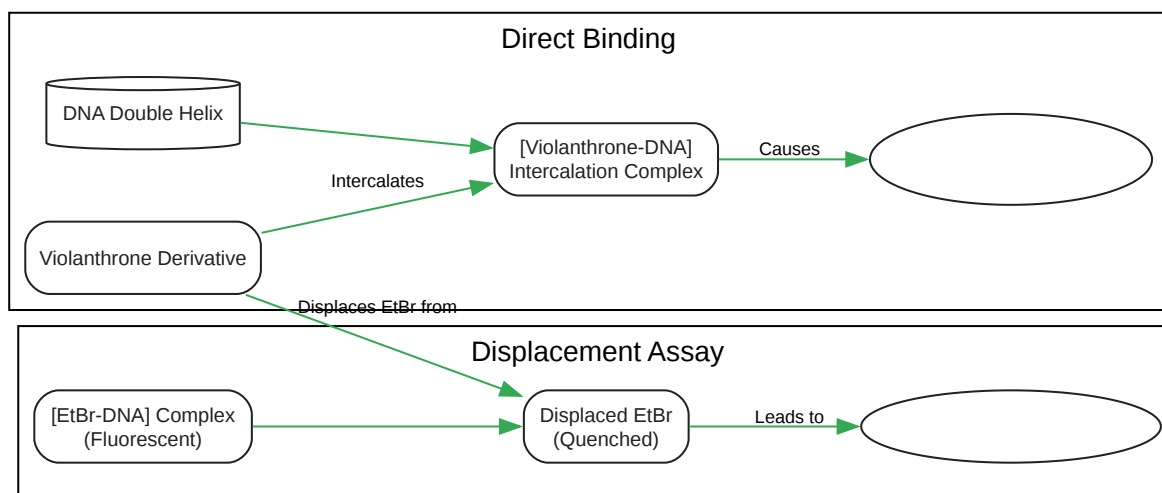 Direct Binding
DNA Double Helix
[Violanthrone-DNA]
Intercalation Complex
Causes
Intercalates
Violanthrone Derivative
Displaces EtBr from
Displacement Assay
[EtBr-DNA] Complex
(Fluorescent)
Displaced EtBr
(Quenched)
Leads to